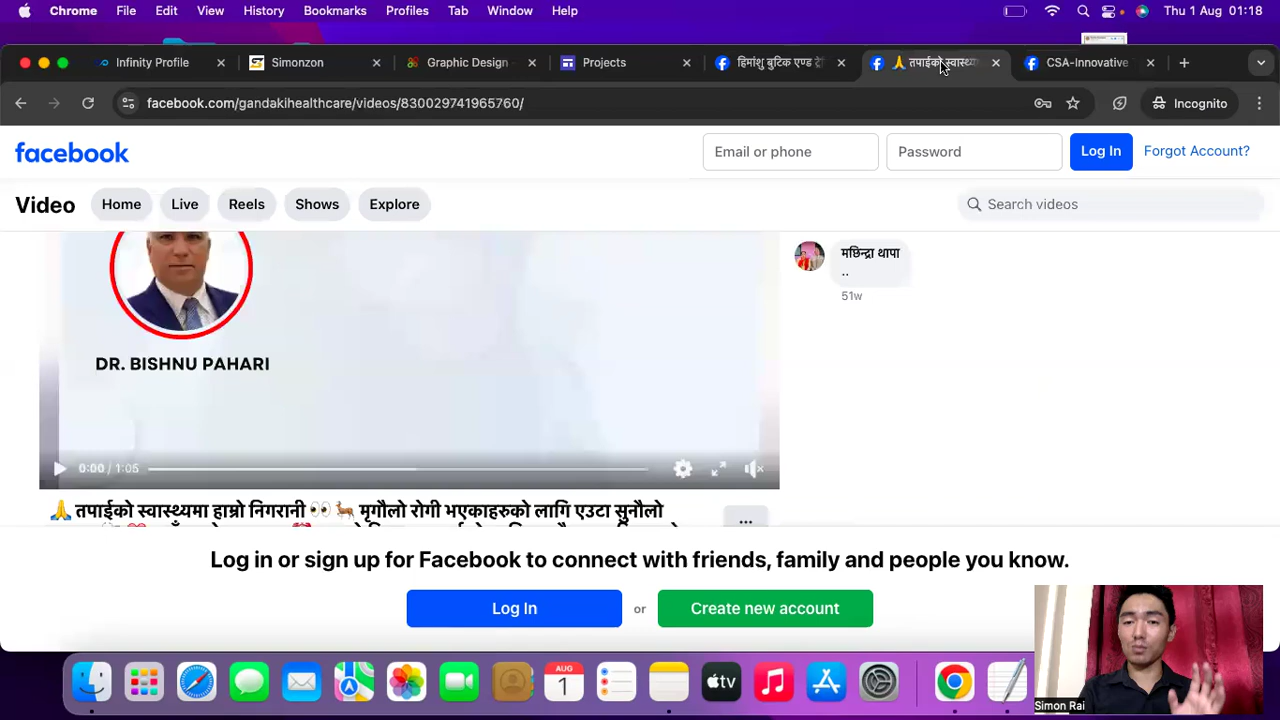 Chrome File Edit View History Bookmarks Profiles Tab Window Help Thu 1 Aug 01:18
Infinity Profile Simonzon Graphic Design Projects हिमांशु बुटिक एण्ड ट्रे 🙏 तपाईको स्वास्थ्यम CSA-Innovative
facebook.com/gandakihealthcare/videos/830029741965760/ Incognito
facebook Email or phone Password Log In Forgot Account?
Video Home Live Reels Shows Explore Search videos
मछिन्द्रा थापा
..
51w
DR. BISHNU PAHARI
0:00 / 1:05
🙏 तपाईको स्वास्थ्यमा हाम्रो निगरानी 👀 🦌 मृगौलो रोगी भएकाहरुको लागि एउटा सुनौलो
Log in or sign up for Facebook to connect with friends, family and people you know.
Log In or Create new account
AUG
1
tv
Simon Rai